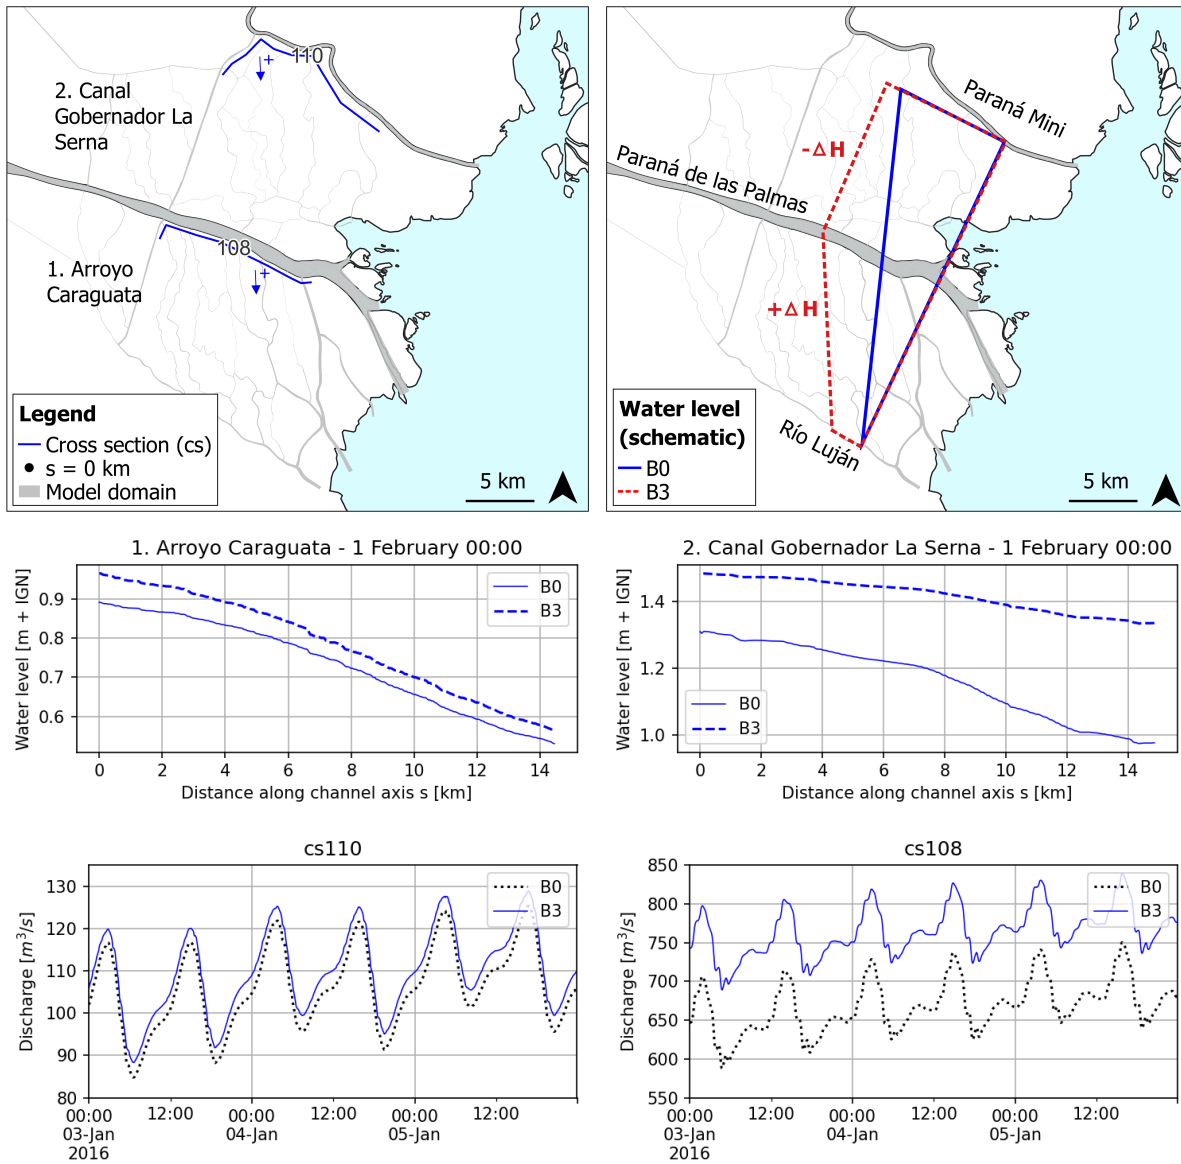 110
+
2. Canal
Gobernador La
Serna
108
+
1. Arroyo
Caraguata
Legend
Cross section (cs)
s = 0 km
Model domain
5 km
Paraná Mini
-Δ H
Paraná de las Palmas
+Δ H
Río Luján
Water level
(schematic)
B0
B3
5 km
1. Arroyo Caraguata - 1 February 00:00
Water level [m + IGN]
0.9
0.8
0.7
0.6
B0
B3
0 2 4 6 8 10 12 14
Distance along channel axis s [km]
2. Canal Gobernador La Serna - 1 February 00:00
Water level [m + IGN]
1.4
1.2
1.0
B0
B3
0 2 4 6 8 10 12 14
Distance along channel axis s [km]
cs110
Discharge [m³/s]
130
120
110
100
90
80
B0
B3
00:00 12:00 00:00 12:00 00:00 12:00
03-Jan 04-Jan 05-Jan
2016
cs108
Discharge [m³/s]
850
800
750
700
650
600
550
B0
B3
00:00 12:00 00:00 12:00 00:00 12:00
03-Jan 04-Jan 05-Jan
2016